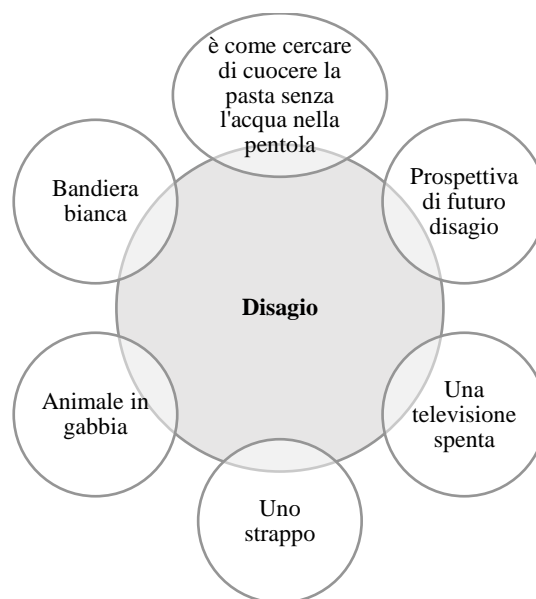 è come cercare
di cuocere la
pasta senza
l'acqua nella
pentola
Prospettiva
di futuro
disagio
Una
televisione
spenta
Uno
strappo
Animale in
gabbia
Bandiera
bianca
Disagio